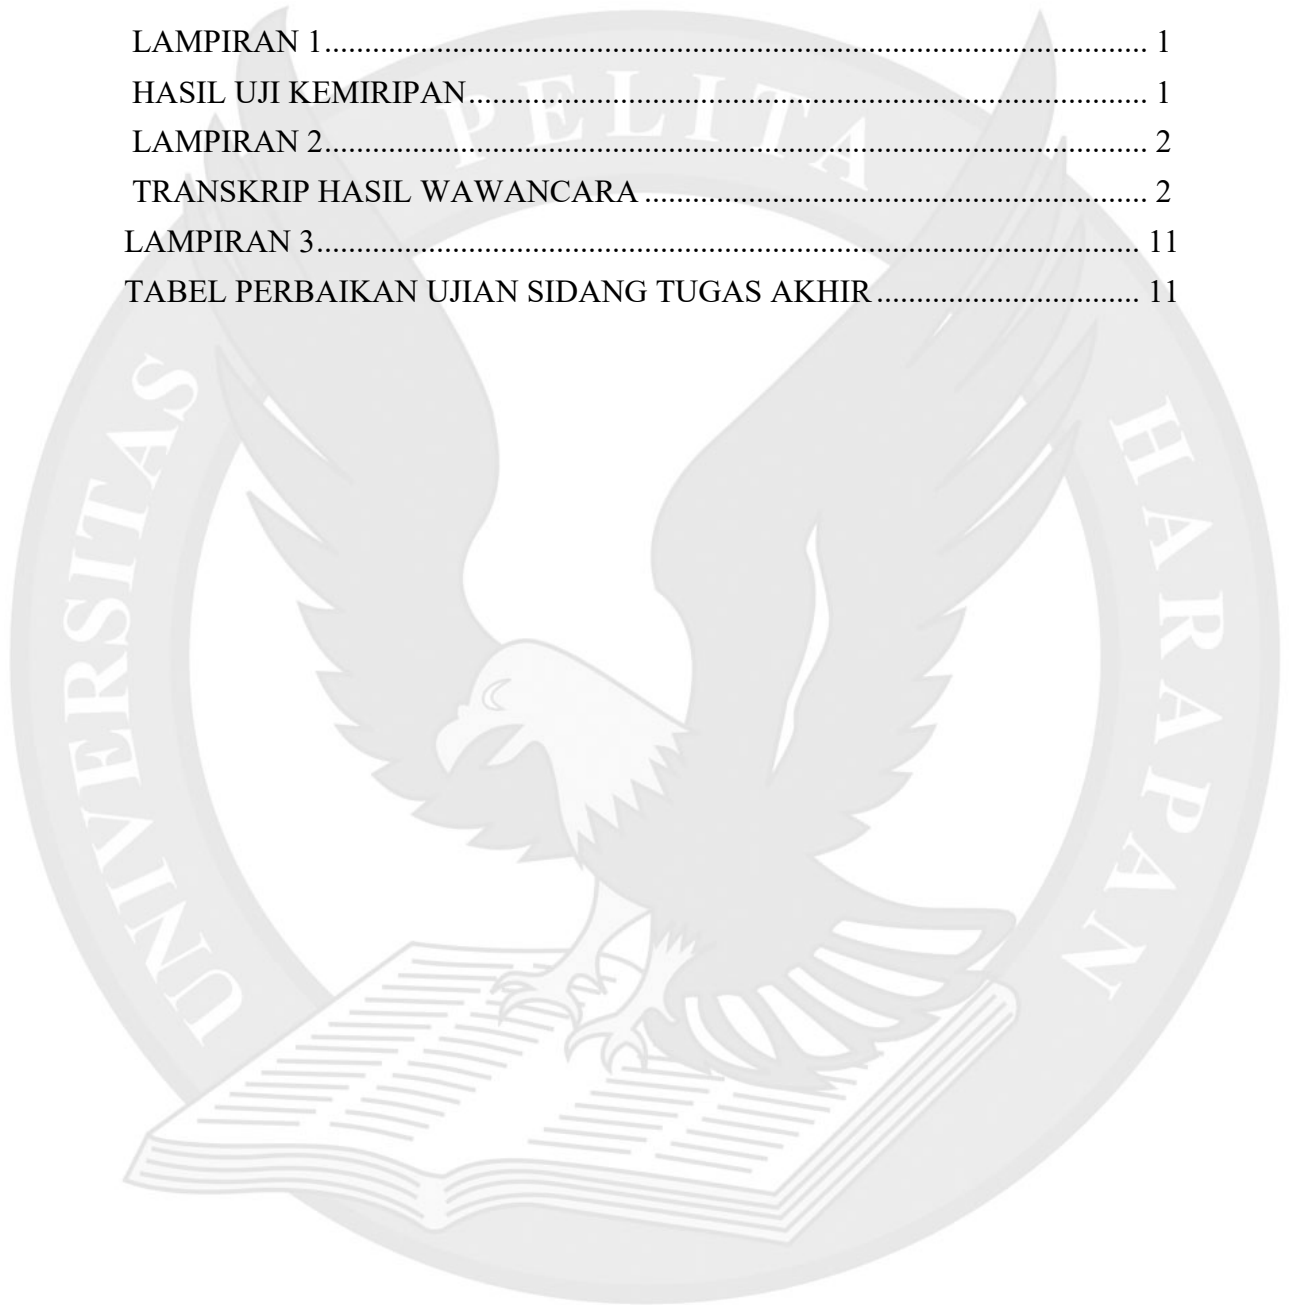 LAMPIRAN 1....................................................................................................... 1
HASIL UJI KEMIRIPAN..................................................................................... 1
LAMPIRAN 2....................................................................................................... 2
TRANSKRIP HASIL WAWANCARA............................................................... 2
LAMPIRAN 3....................................................................................................... 11
TABEL PERBAIKAN UJIAN SIDANG TUGAS AKHIR................................. 11
UNIVERSITAS PELITA HARAPAN